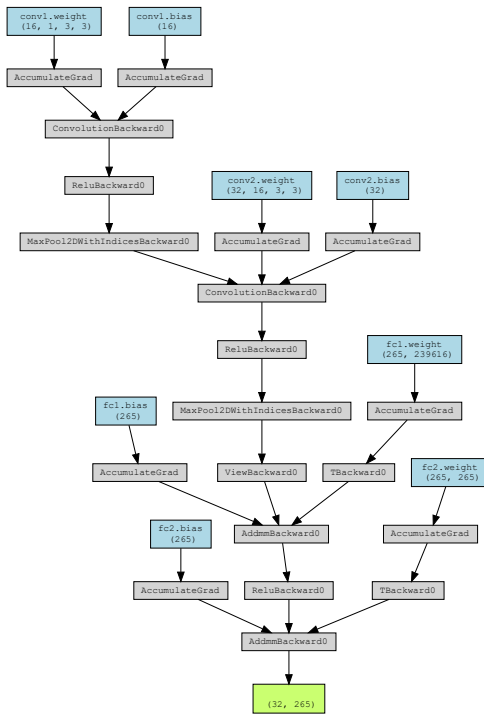 conv1.weight
(16, 1, 3, 3)
conv1.bias
(16)
AccumulateGrad
AccumulateGrad
ConvolutionBackward0
ReluBackward0
conv2.weight
(32, 16, 3, 3)
conv2.bias
(32)
MaxPool2DWithIndicesBackward0
AccumulateGrad
AccumulateGrad
ConvolutionBackward0
ReluBackward0
fc1.weight
(265, 239616)
fc1.bias
(265)
MaxPool2DWithIndicesBackward0
AccumulateGrad
AccumulateGrad
ViewBackward0
TBackward0
fc2.weight
(265, 265)
fc2.bias
(265)
AddmmBackward0
AccumulateGrad
AccumulateGrad
ReluBackward0
TBackward0
AddmmBackward0
(32, 265)